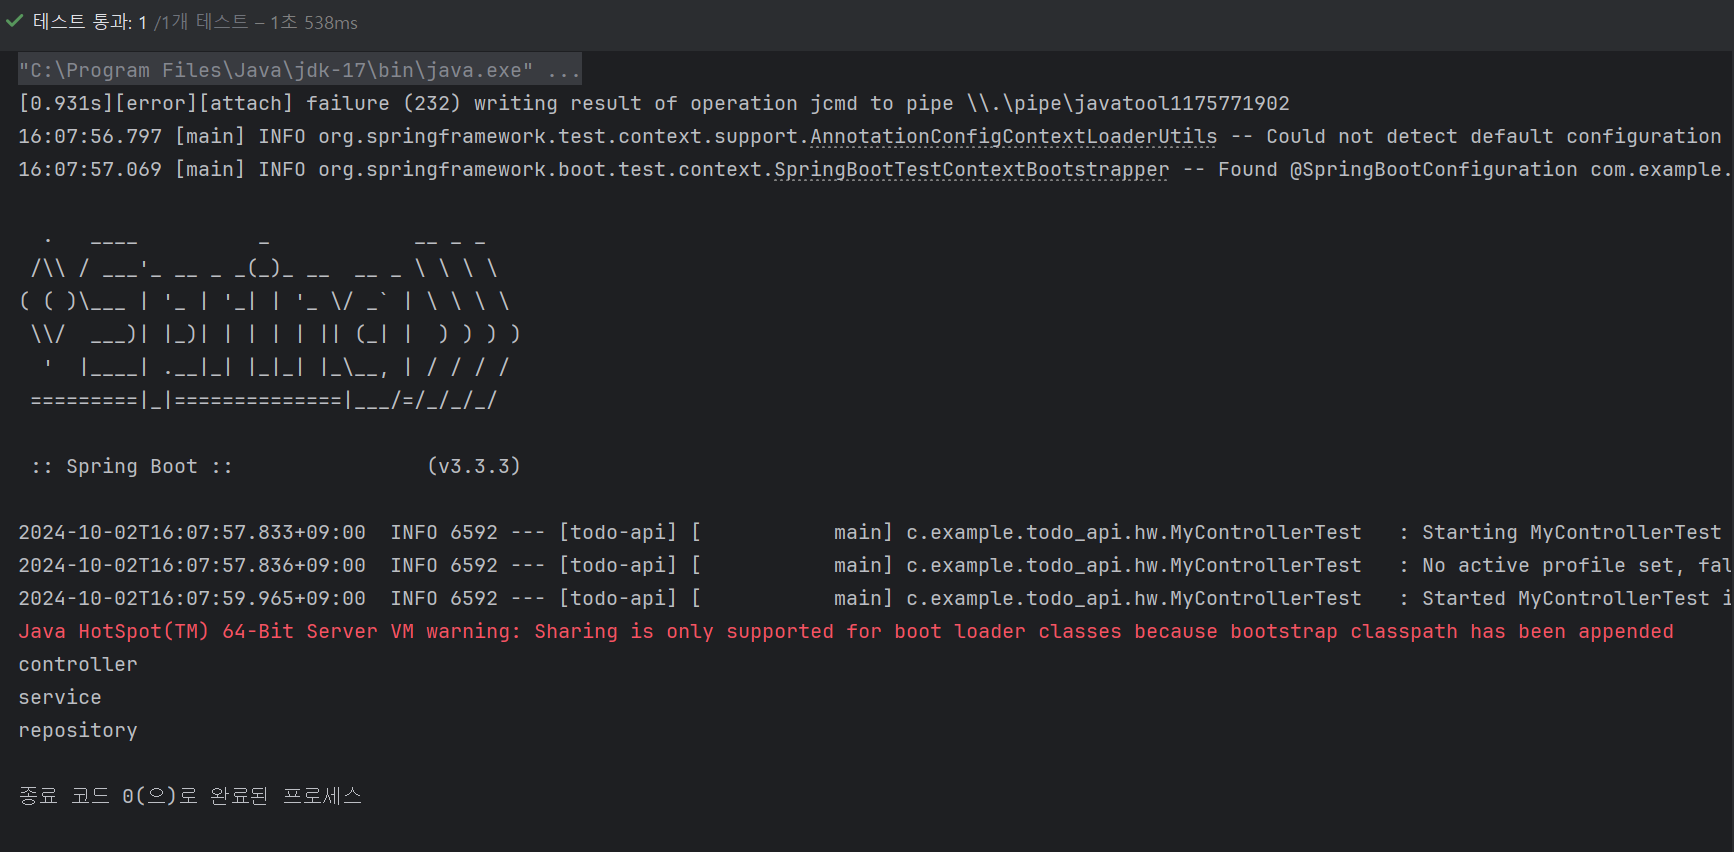 테스트 통과: 1 /1개 테스트 – 1초 538ms
"C:\Program Files\Java\jdk-17\bin\java.exe" ...
[0.931s][error][attach] failure (232) writing result of operation jcmd to pipe \\.\pipe\javatool1175771902
16:07:56.797 [main] INFO org.springframework.test.context.support.AnnotationConfigContextLoaderUtils -- Could not detect default configuration
16:07:57.069 [main] INFO org.springframework.boot.test.context.SpringBootTestContextBootstrapper -- Found @SpringBootConfiguration com.example.
  .   ____          _            __ _ _
 /\\ / ___'_ __ _ _(_)_ __  __ _ \ \ \ \
( ( )\___ | '_ | '_| | '_ \/ _` | \ \ \ \
 \\/  ___)| |_)| | | | | || (_| |  ) ) ) )
  '  |____| .__|_| |_|_| |_\__, | / / / /
 =========|_|==============|___/=/_/_/_/
 :: Spring Boot ::                (v3.3.3)
2024-10-02T16:07:57.833+09:00  INFO 6592 --- [todo-api] [           main] c.example.todo_api.hw.MyControllerTest   : Starting MyControllerTest
2024-10-02T16:07:57.836+09:00  INFO 6592 --- [todo-api] [           main] c.example.todo_api.hw.MyControllerTest   : No active profile set, fal
2024-10-02T16:07:59.965+09:00  INFO 6592 --- [todo-api] [           main] c.example.todo_api.hw.MyControllerTest   : Started MyControllerTest i
Java HotSpot(TM) 64-Bit Server VM warning: Sharing is only supported for boot loader classes because bootstrap classpath has been appended
controller
service
repository
종료 코드 0(으)로 완료된 프로세스